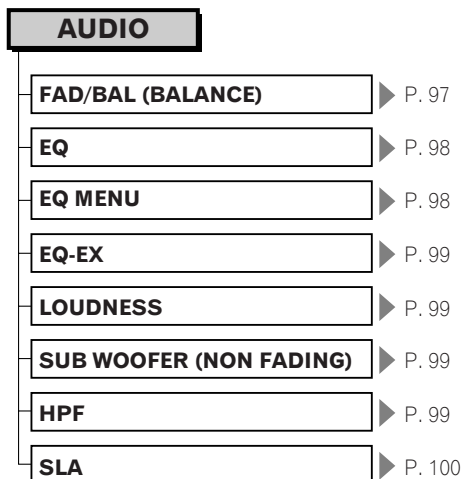 AUDIO
FAD/BAL (BALANCE) P. 97
EQ P. 98
EQ MENU P. 98
EQ-EX P. 99
LOUDNESS P. 99
SUB WOOFER (NON FADING) P. 99
HPF P. 99
SLA P. 100